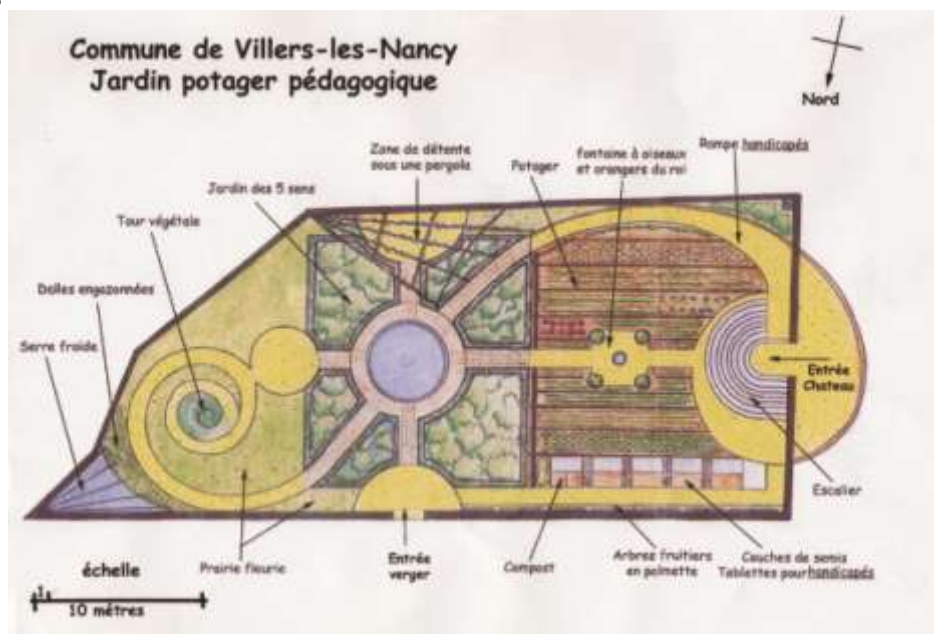 Commune de Villers-les-Nancy
Jardin potager pédagogique
Nord
Rampe handicapés
fontaine à oiseaux
et orangers du roi
Potager
Zone de détente
sous une pergola
Jardin des 5 sens
Tour végétale
Dalles engazonnées
Serre froide
Entrée
Chateau
Escalier
Couches de semis
Tablettes pour handicapés
Arbres fruitiers
en palmette
Compost
Entrée
verger
Prairie fleurie
échelle
1
10 métres